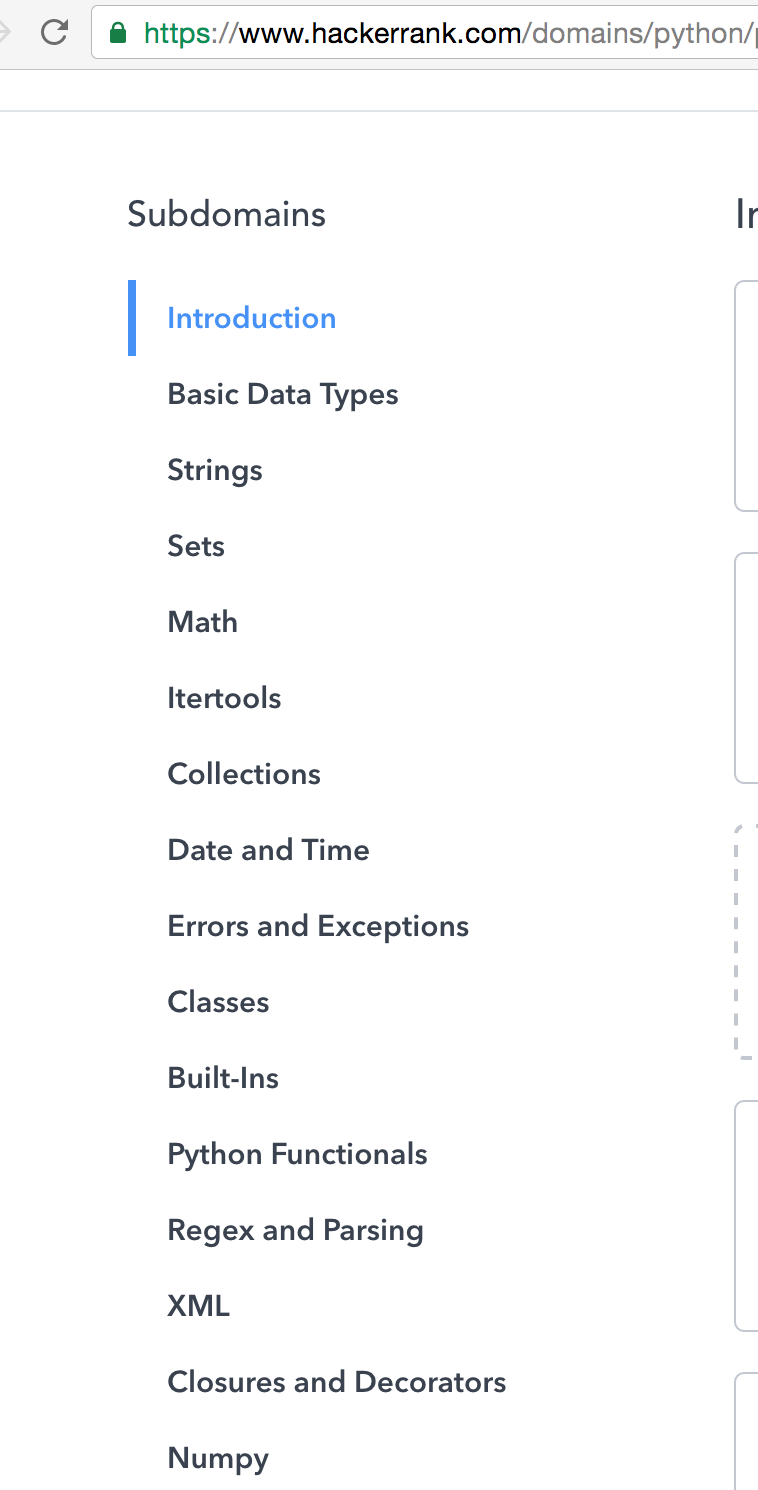 https://www.hackerrank.com/domains/python/
Subdomains
Introduction
Basic Data Types
Strings
Sets
Math
Itertools
Collections
Date and Time
Errors and Exceptions
Classes
Built-Ins
Python Functionals
Regex and Parsing
XML
Closures and Decorators
Numpy